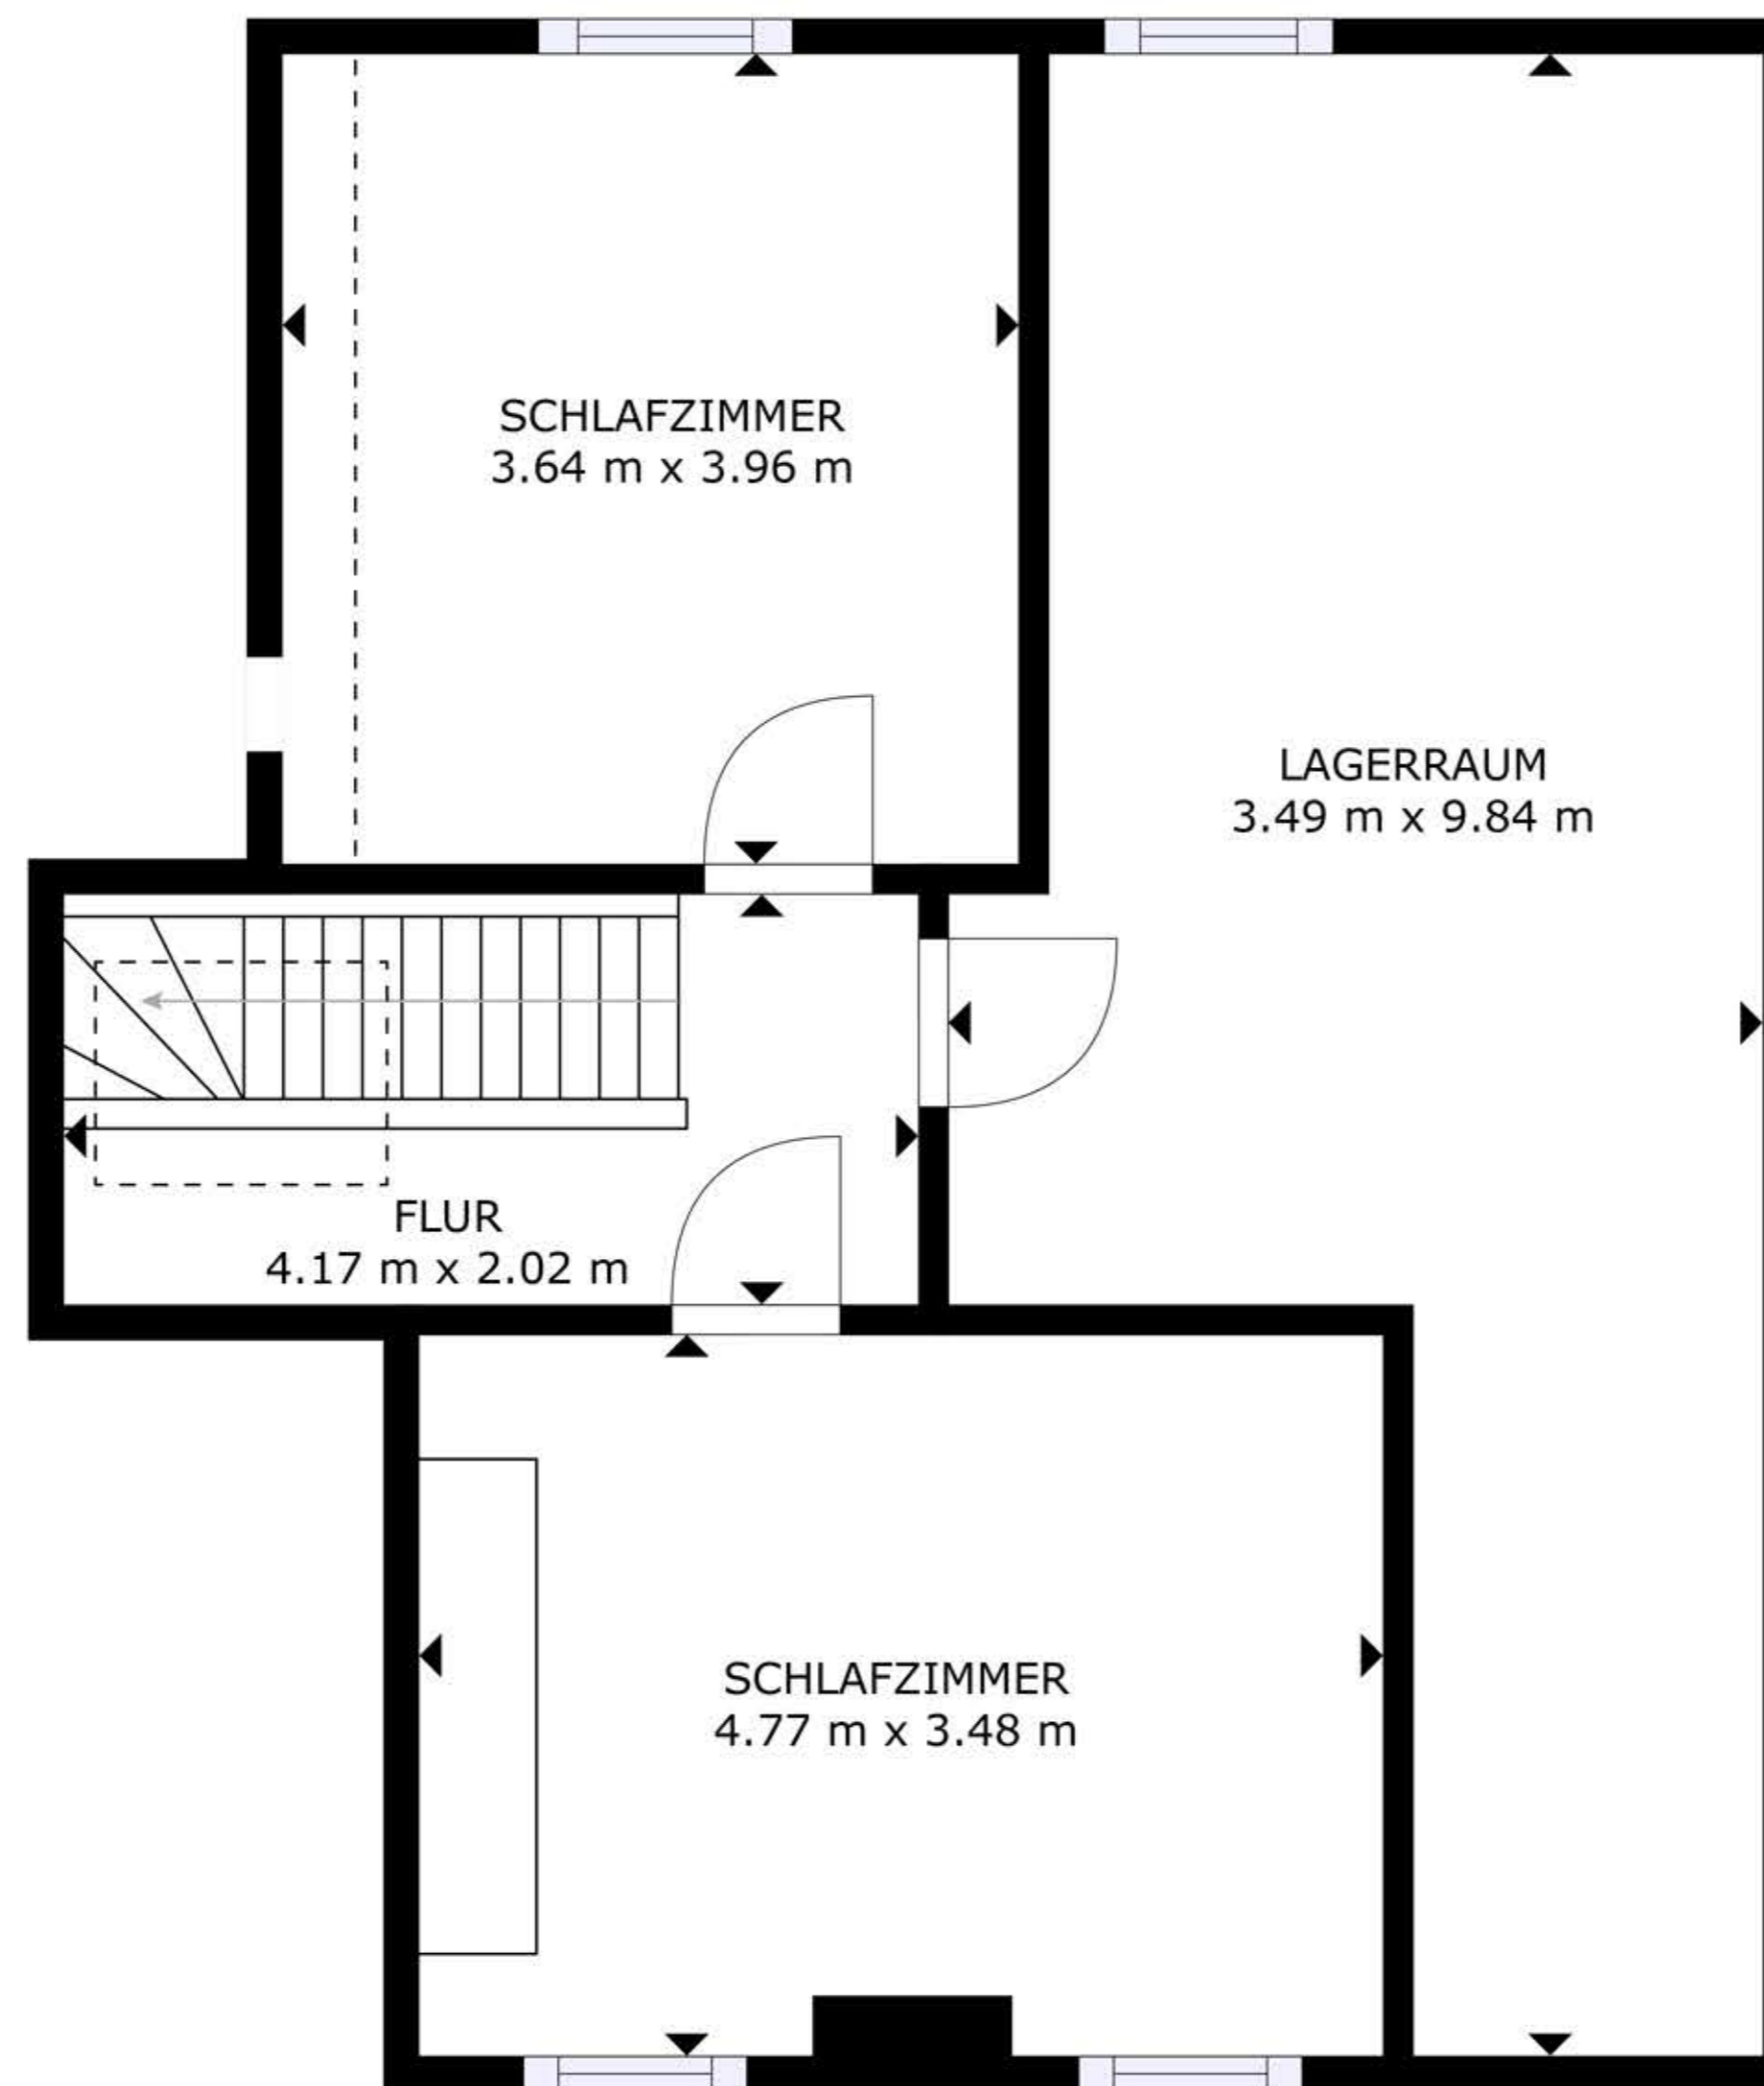 SCHLAFZIMMER
3.64 m x 3.96 m
LAGERRAUM
3.49 m x 9.84 m
FLUR
4.17 m x 2.02 m
SCHLAFZIMMER
4.77 m x 3.48 m